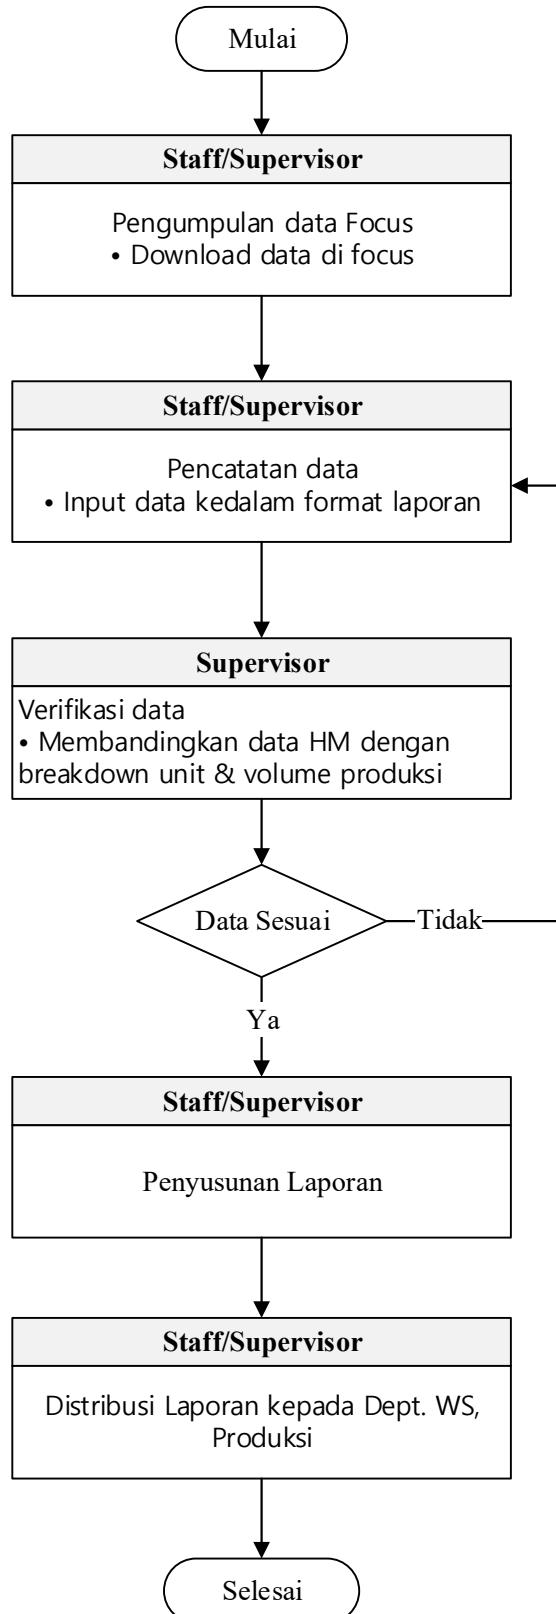 Mulai
Staff/Supervisor
Pengumpulan data Focus
• Download data di focus
Staff/Supervisor
Pencatatan data
• Input data kedalam format laporan
Supervisor
Verifikasi data
• Membandingkan data HM dengan
breakdown unit & volume produksi
Data Sesuai
Tidak
Ya
Staff/Supervisor
Penyusunan Laporan
Staff/Supervisor
Distribusi Laporan kepada Dept. WS,
Produksi
Selesai